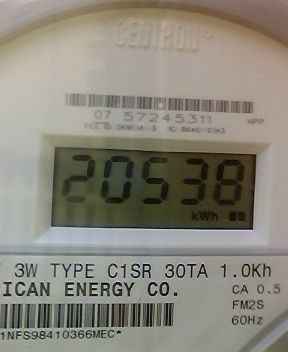 CENTRON
07 57245311
20538
kWh
3W TYPE C1SR 30TA 1.0Kh
ICAN ENERGY CO.
CA 0.5
FM2S
60Hz
1NFS98410366MEC*